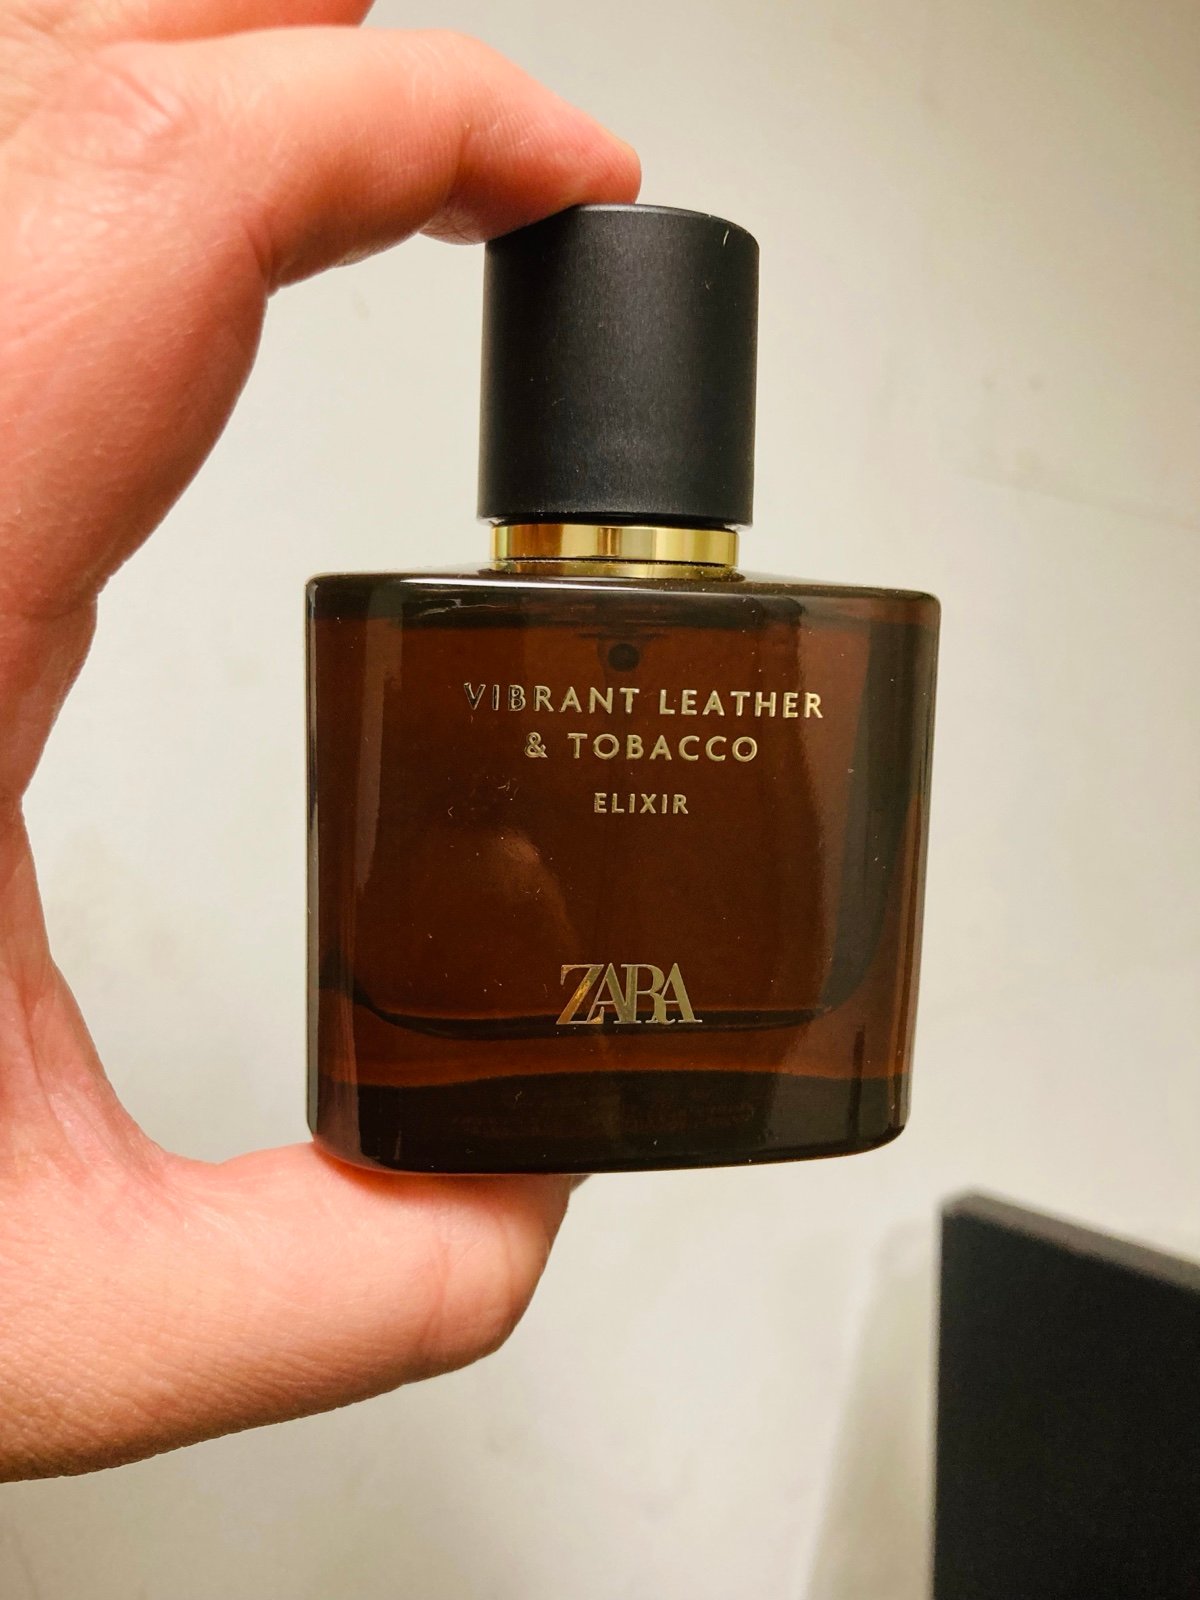 VIBRANT LEATHER
& TOBACCO
ELIXIR
ZARA